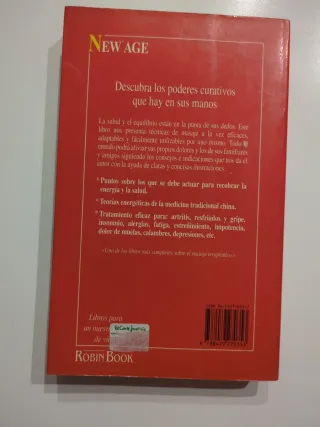 NEW AGE
Descubra los poderes curativos
que hay en sus manos
La salud y el equilibrio están en la punta de sus dedos. Este
libro nos presenta técnicas de masaje a la vez eficaces,
adaptables y fácilmente utilizables por uno mismo. Todo el
mundo podrá aliviar sus propios dolores y los de sus familiares
y amigos siguiendo los consejos e indicaciones que nos da el
autor con la ayuda de claras y concisas ilustraciones.
* Puntos sobre los que se debe actuar para recobrar la
energía y la salud.
* Teorías energéticas de la medicina tradicional china.
* Tratamiento eficaz para: artritis, resfriados y gripe,
insomnio, alergias, fatiga, estreñimiento, impotencia,
dolor de muelas, calambres, depresiones, etc.
«Uno de los libros más completos sobre el masaje terapéutico»
Libros para
un nuevo
de
ROBIN BOOK